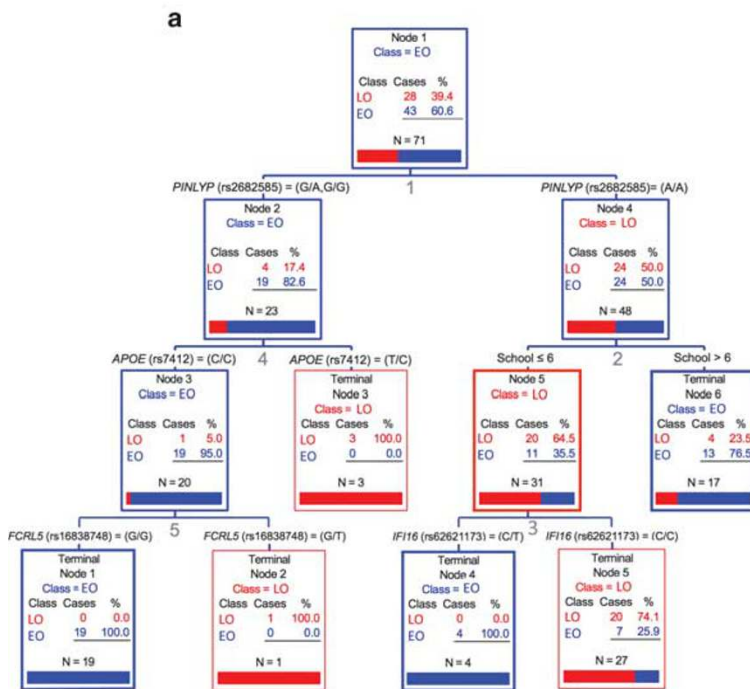 a
Node 1
Class = EO
Class Cases %
LO 28 39.4
EO 43 60.6
N = 71
1
PINLYP (rs2682585) = (G/A,G/G)
PINLYP (rs2682585)= (A/A)
Node 2
Class = EO
Class Cases %
LO 4 17.4
EO 19 82.6
N = 23
Node 4
Class = LO
Class Cases %
LO 24 50.0
EO 24 50.0
N = 48
4
2
APOE (rs7412) = (C/C)
APOE (rs7412) = (T/C)
School ≤ 6
School > 6
Node 3
Class = EO
Class Cases %
LO 1 5.0
EO 19 95.0
N = 20
Terminal
Node 3
Class = LO
Class Cases %
LO 3 100.0
EO 0 0.0
N = 3
Node 5
Class = LO
Class Cases %
LO 20 64.5
EO 11 35.5
N = 31
Terminal
Node 6
Class = EO
Class Cases %
LO 4 23.5
EO 13 76.5
N = 17
5
3
FCRL5 (rs16838748) = (G/G)
FCRL5 (rs16838748) = (G/T)
IFI16 (rs62621173) = (C/T)
IFI16 (rs62621173) = (C/C)
Terminal
Node 1
Class = EO
Class Cases %
LO 0 0.0
EO 19 100.0
N = 19
Terminal
Node 2
Class = LO
Class Cases %
LO 1 100.0
EO 0 0.0
N = 1
Terminal
Node 4
Class = EO
Class Cases %
LO 0 0.0
EO 4 100.0
N = 4
Terminal
Node 5
Class = LO
Class Cases %
LO 20 74.1
EO 7 25.9
N = 27